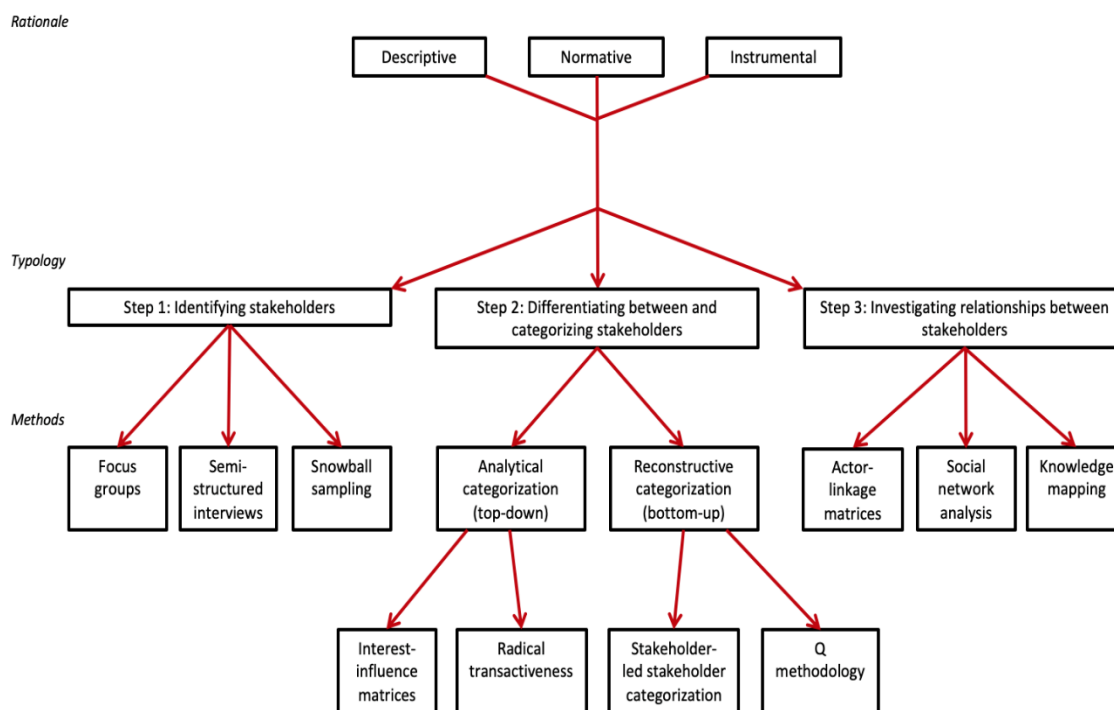 Rationale
Descriptive
Normative
Instrumental
Typology
Step 1: Identifying stakeholders
Step 2: Differentiating between and
categorizing stakeholders
Step 3: Investigating relationships between
stakeholders
Methods
Focus
groups
Semi-
structured
interviews
Snowball
sampling
Analytical
categorization
(top-down)
Reconstructive
categorization
(bottom-up)
Actor-
linkage
matrices
Social
network
analysis
Knowledge
mapping
Interest-
influence
matrices
Radical
transactiveness
Stakeholder-
led stakeholder
categorization
Q
methodology